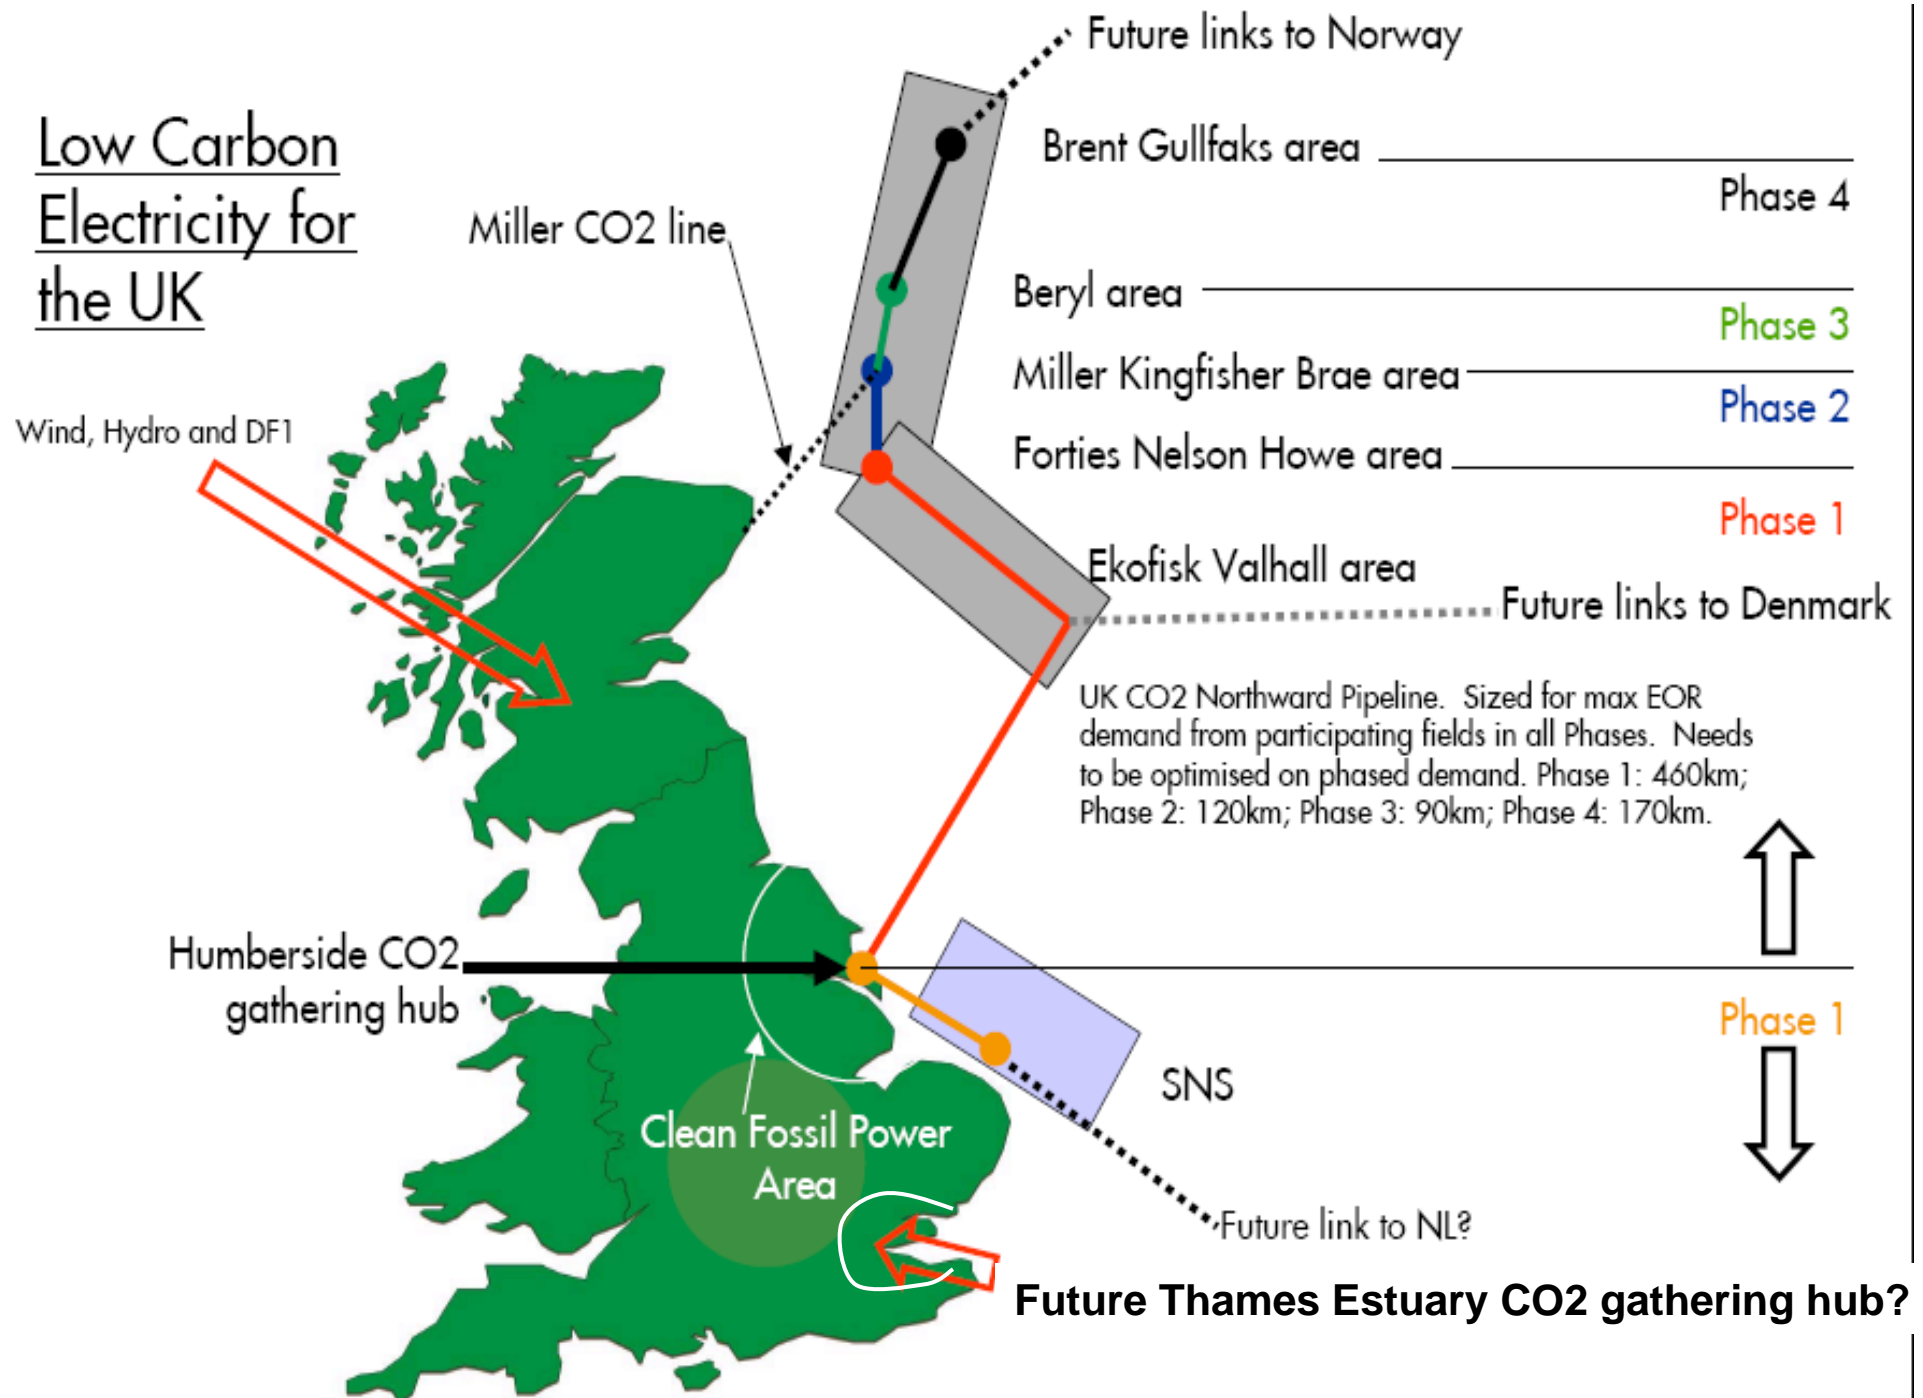 Low Carbon
Electricity for
the UK
Future links to Norway
Brent Gullfaks area
Phase 4
Miller CO2 line
Beryl area
Phase 3
Miller Kingfisher Brae area
Phase 2
Wind, Hydro and DF1
Forties Nelson Howe area
Phase 1
Ekofisk Valhall area
Future links to Denmark
UK CO2 Northward Pipeline. Sized for max EOR
demand from participating fields in all Phases. Needs
to be optimised on phased demand. Phase 1: 460km;
Phase 2: 120km; Phase 3: 90km; Phase 4: 170km.
Humberside CO2
gathering hub
Phase 1
SNS
Clean Fossil Power
Area
Future link to NL?
Future Thames Estuary CO2 gathering hub?